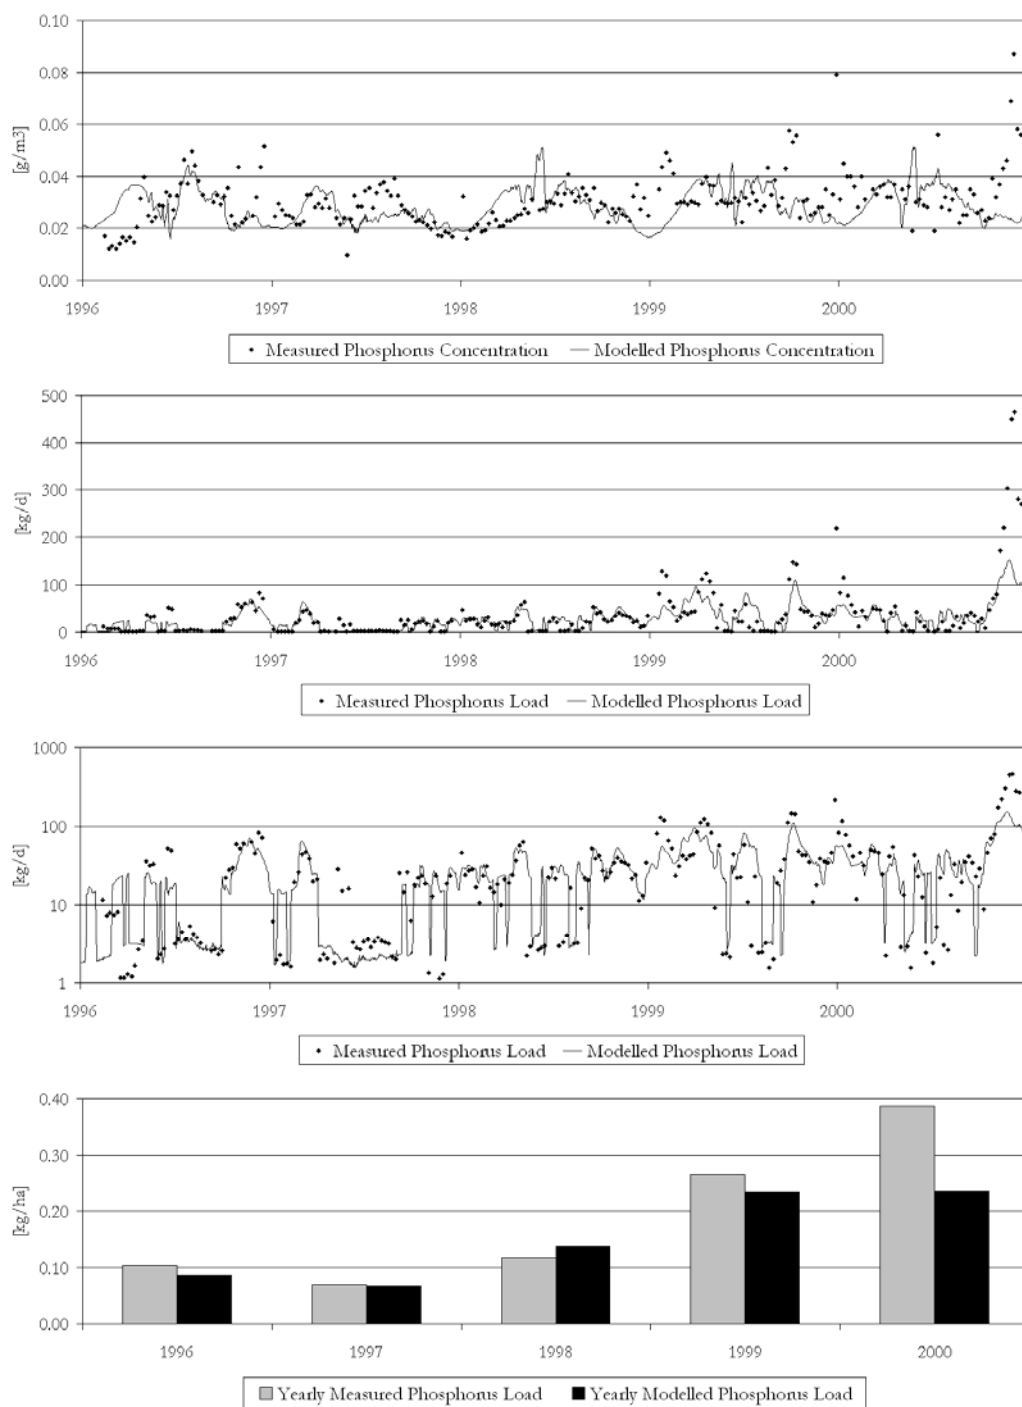 0.10
0.08
0.06
0.04
0.02
0.00
[g/m3]
1996 1997 1998 1999 2000
Measured Phosphorus Concentration Modelled Phosphorus Concentration
500
400
300
200
100
0
[kg/d]
1996 1997 1998 1999 2000
Measured Phosphorus Load Modelled Phosphorus Load
1000
100
10
1
[kg/d]
1996 1997 1998 1999 2000
Measured Phosphorus Load Modelled Phosphorus Load
0.40
0.30
0.20
0.10
0.00
[kg/ha]
1996 1997 1998 1999 2000
Yearly Measured Phosphorus Load Yearly Modelled Phosphorus Load